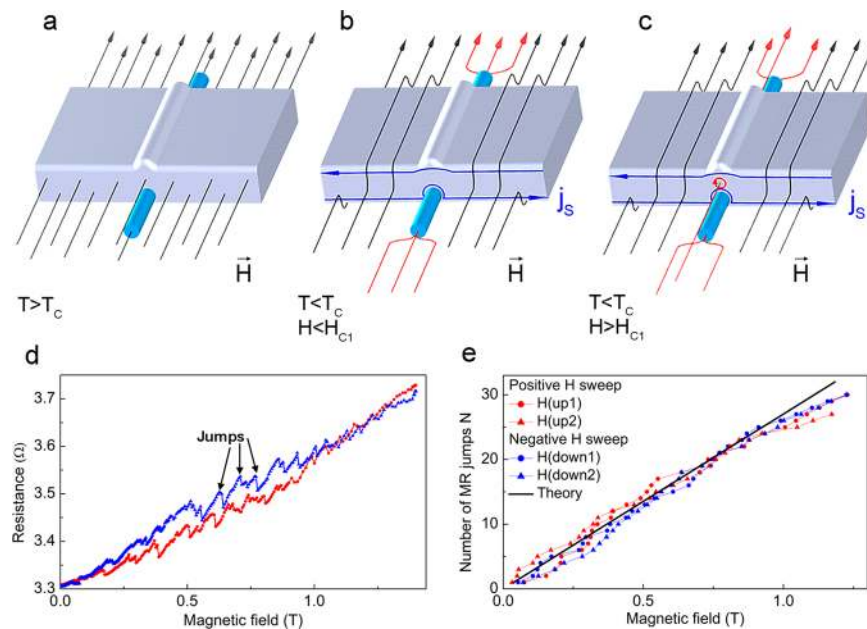 a
b
c
j_S
j_S
H
H
H
T>T_C
T<T_C
H<H_C1
T<T_C
H>H_C1
d
3.7
3.6
3.5
3.4
3.3
Resistance (Ω)
Jumps
0.0
0.5
1.0
Magnetic field (T)
e
30
20
10
0
Number of MR jumps N
Positive H sweep
H(up1)
H(up2)
Negative H sweep
H(down1)
H(down2)
Theory
0.0
0.5
1.0
Magnetic field (T)